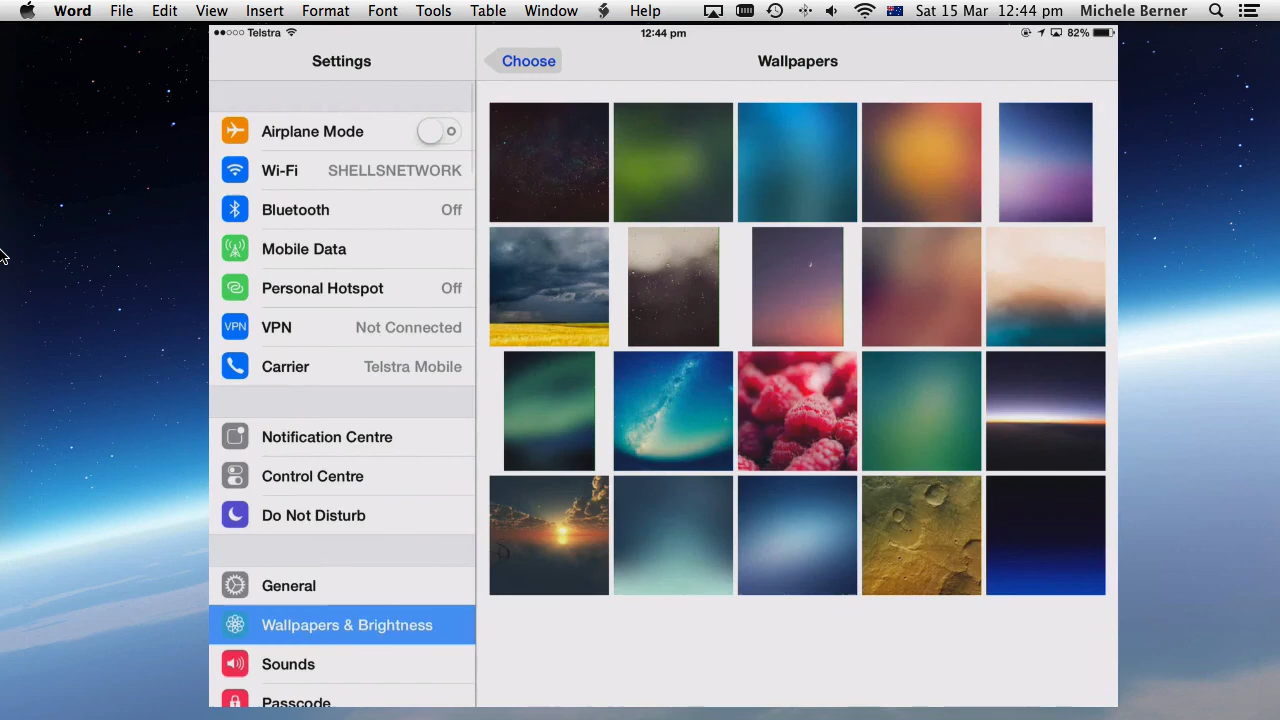 Word File Edit View Insert Format Font Tools Table Window Help Sat 15 Mar 12:44 pm Michele Berner
Telstra 12:44 pm 82%
Settings
Choose Wallpapers
Airplane Mode
Wi-Fi SHELLSNETWORK
Bluetooth Off
Mobile Data
Personal Hotspot Off
VPN VPN Not Connected
Carrier Telstra Mobile
Notification Centre
Control Centre
Do Not Disturb
General
Wallpapers & Brightness
Sounds
Passcode